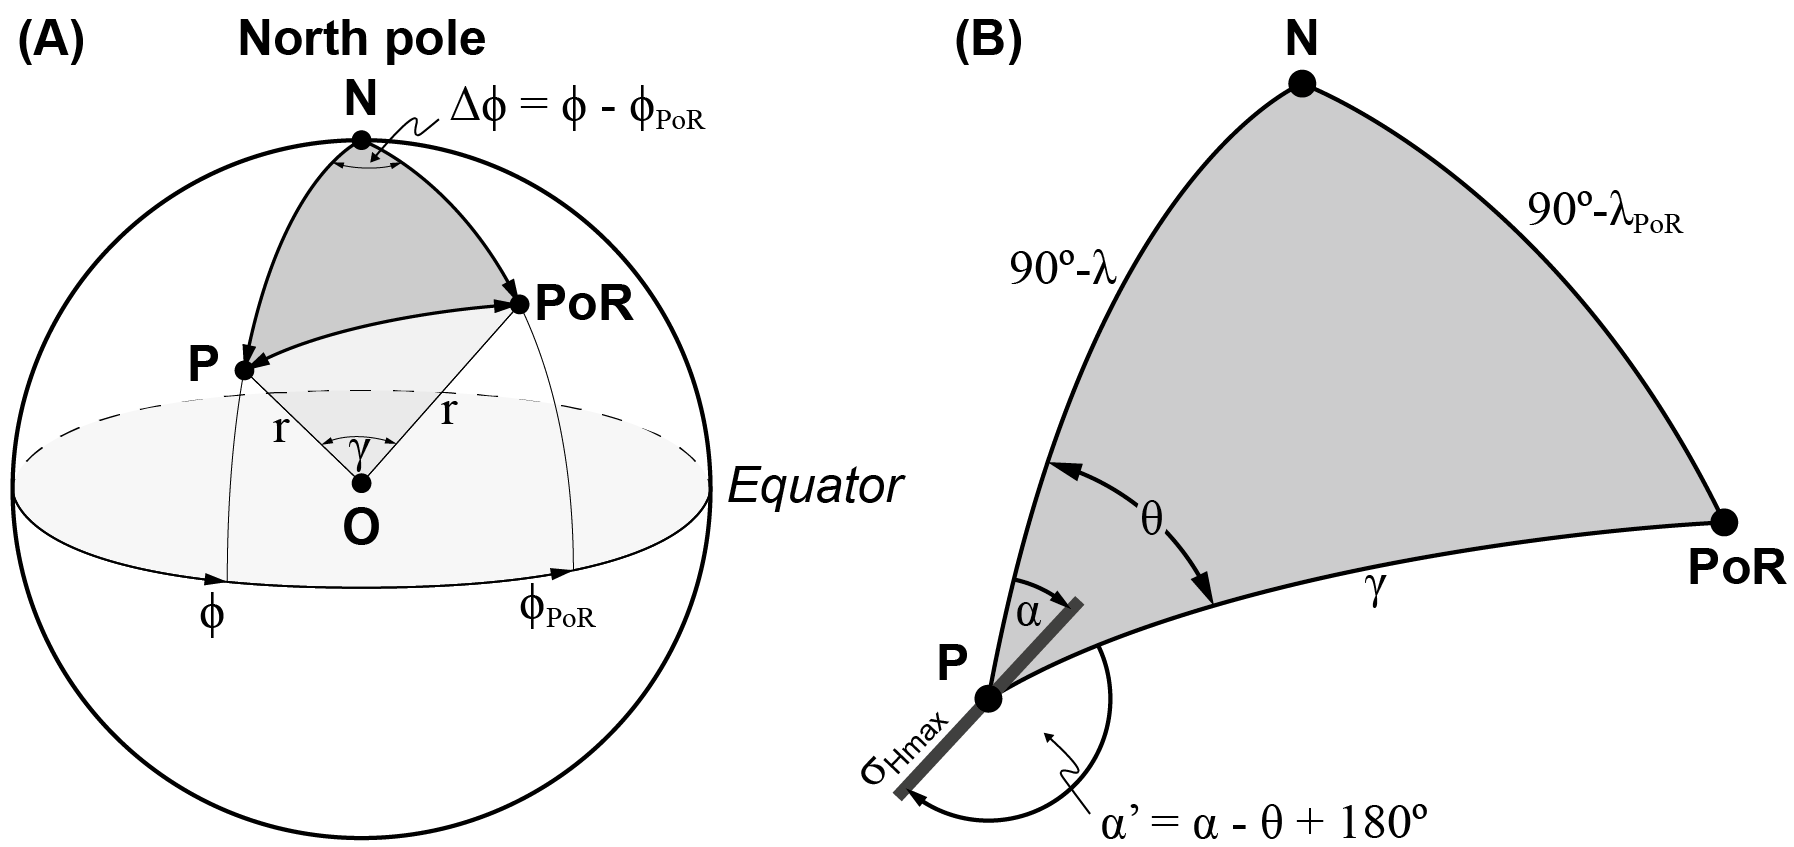 (A)
North pole
N
Δϕ = ϕ - ϕPoR
PoR
P
r
r
γ
O
Equator
ϕ
ϕPoR
(B)
N
90º-λ
90º-λPoR
θ
PoR
γ
α
P
σHmax
α’ = α - θ + 180º